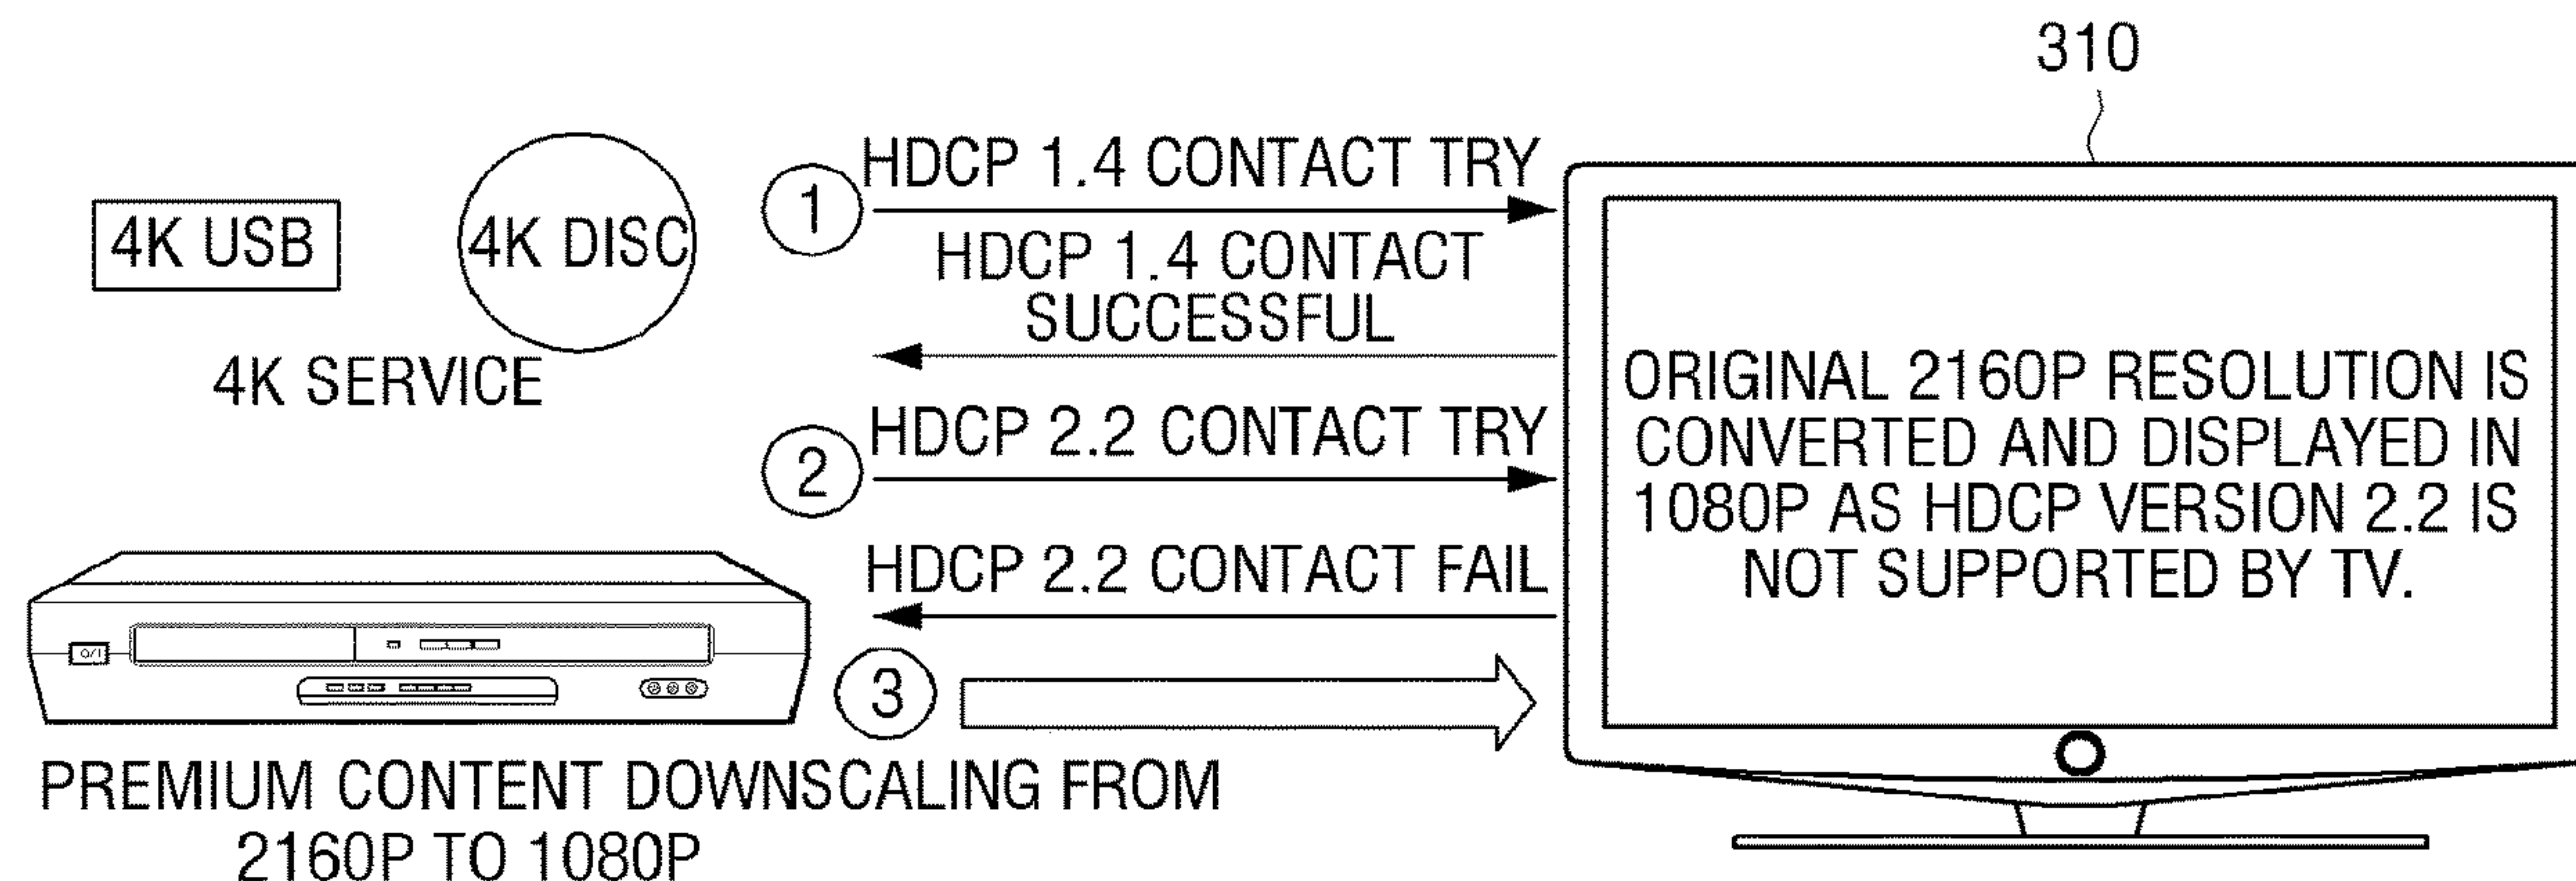 310
4K USB
4K DISC
4K SERVICE
1
HDCP 1.4 CONTACT TRY
HDCP 1.4 CONTACT
SUCCESSFUL
2
HDCP 2.2 CONTACT TRY
HDCP 2.2 CONTACT FAIL
3
O/I
PREMIUM CONTENT DOWNSCALING FROM
2160P TO 1080P
ORIGINAL 2160P RESOLUTION IS
CONVERTED AND DISPLAYED IN
1080P AS HDCP VERSION 2.2 IS
NOT SUPPORTED BY TV.